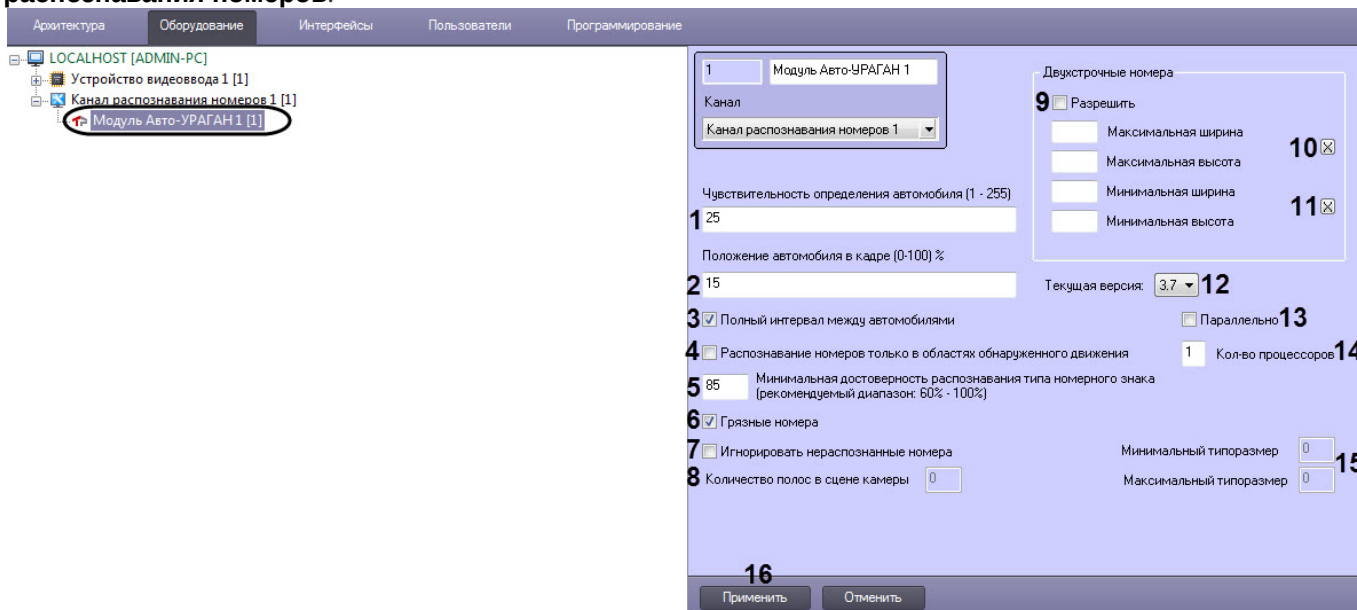 распознавания номеров.
Архитектура Оборудование Интерфейсы Пользователи Программирование
LOCALHOST [ADMIN-PC]
Устройство видеоввода 1 [1]
Канал распознавания номеров 1 [1]
Модуль Авто-УРАГАН 1 [1]
1 Модуль Авто-УРАГАН 1
Канал
Канал распознавания номеров 1
Двухстрочные номера
9 Разрешить
Максимальная ширина
10
Максимальная высота
Минимальная ширина
11
Минимальная высота
Чувствительность определения автомобиля (1 - 255)
1 25
Положение автомобиля в кадре (0-100) %
2 15
Текущая версия: 3.7 12
3 Полный интервал между автомобилями
Параллельно 13
4 Распознавание номеров только в областях обнаруженного движения
1 Кол-во процессоров 14
5 85 Минимальная достоверность распознавания типа номерного знака
(рекомендуемый диапазон: 60% - 100%)
6 Грязные номера
7 Игнорировать нераспознанные номера
Минимальный типоразмер 0
15
8 Количество полос в сцене камеры 0
Максимальный типоразмер 0
16
Применить Отменить